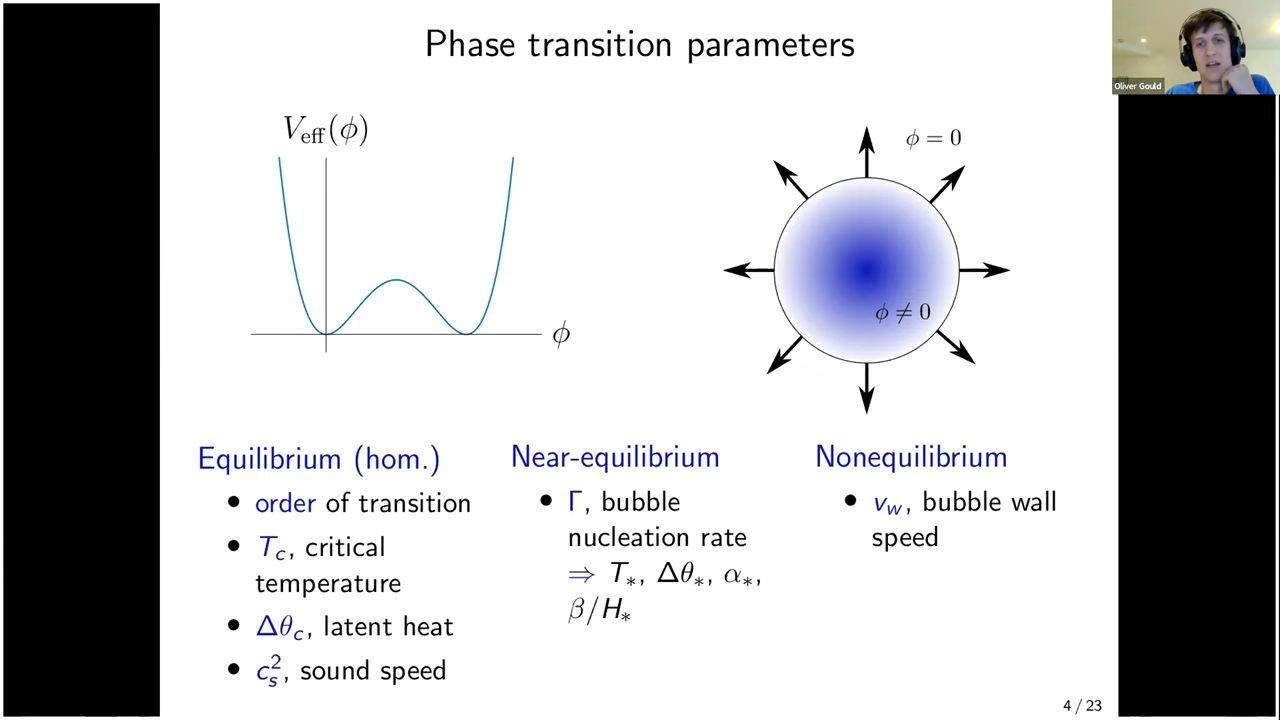 Phase transition parameters
Oliver Gould
V_eff(ϕ)
ϕ
ϕ = 0
ϕ ≠ 0
Equilibrium (hom.)
• order of transition
• T_c, critical
temperature
• Δθ_c, latent heat
• c_s^2, sound speed
Near-equilibrium
• Γ, bubble
nucleation rate
⇒ T_*, Δθ_*, α_*,
β/H_*
Nonequilibrium
• v_w, bubble wall
speed
4 / 23